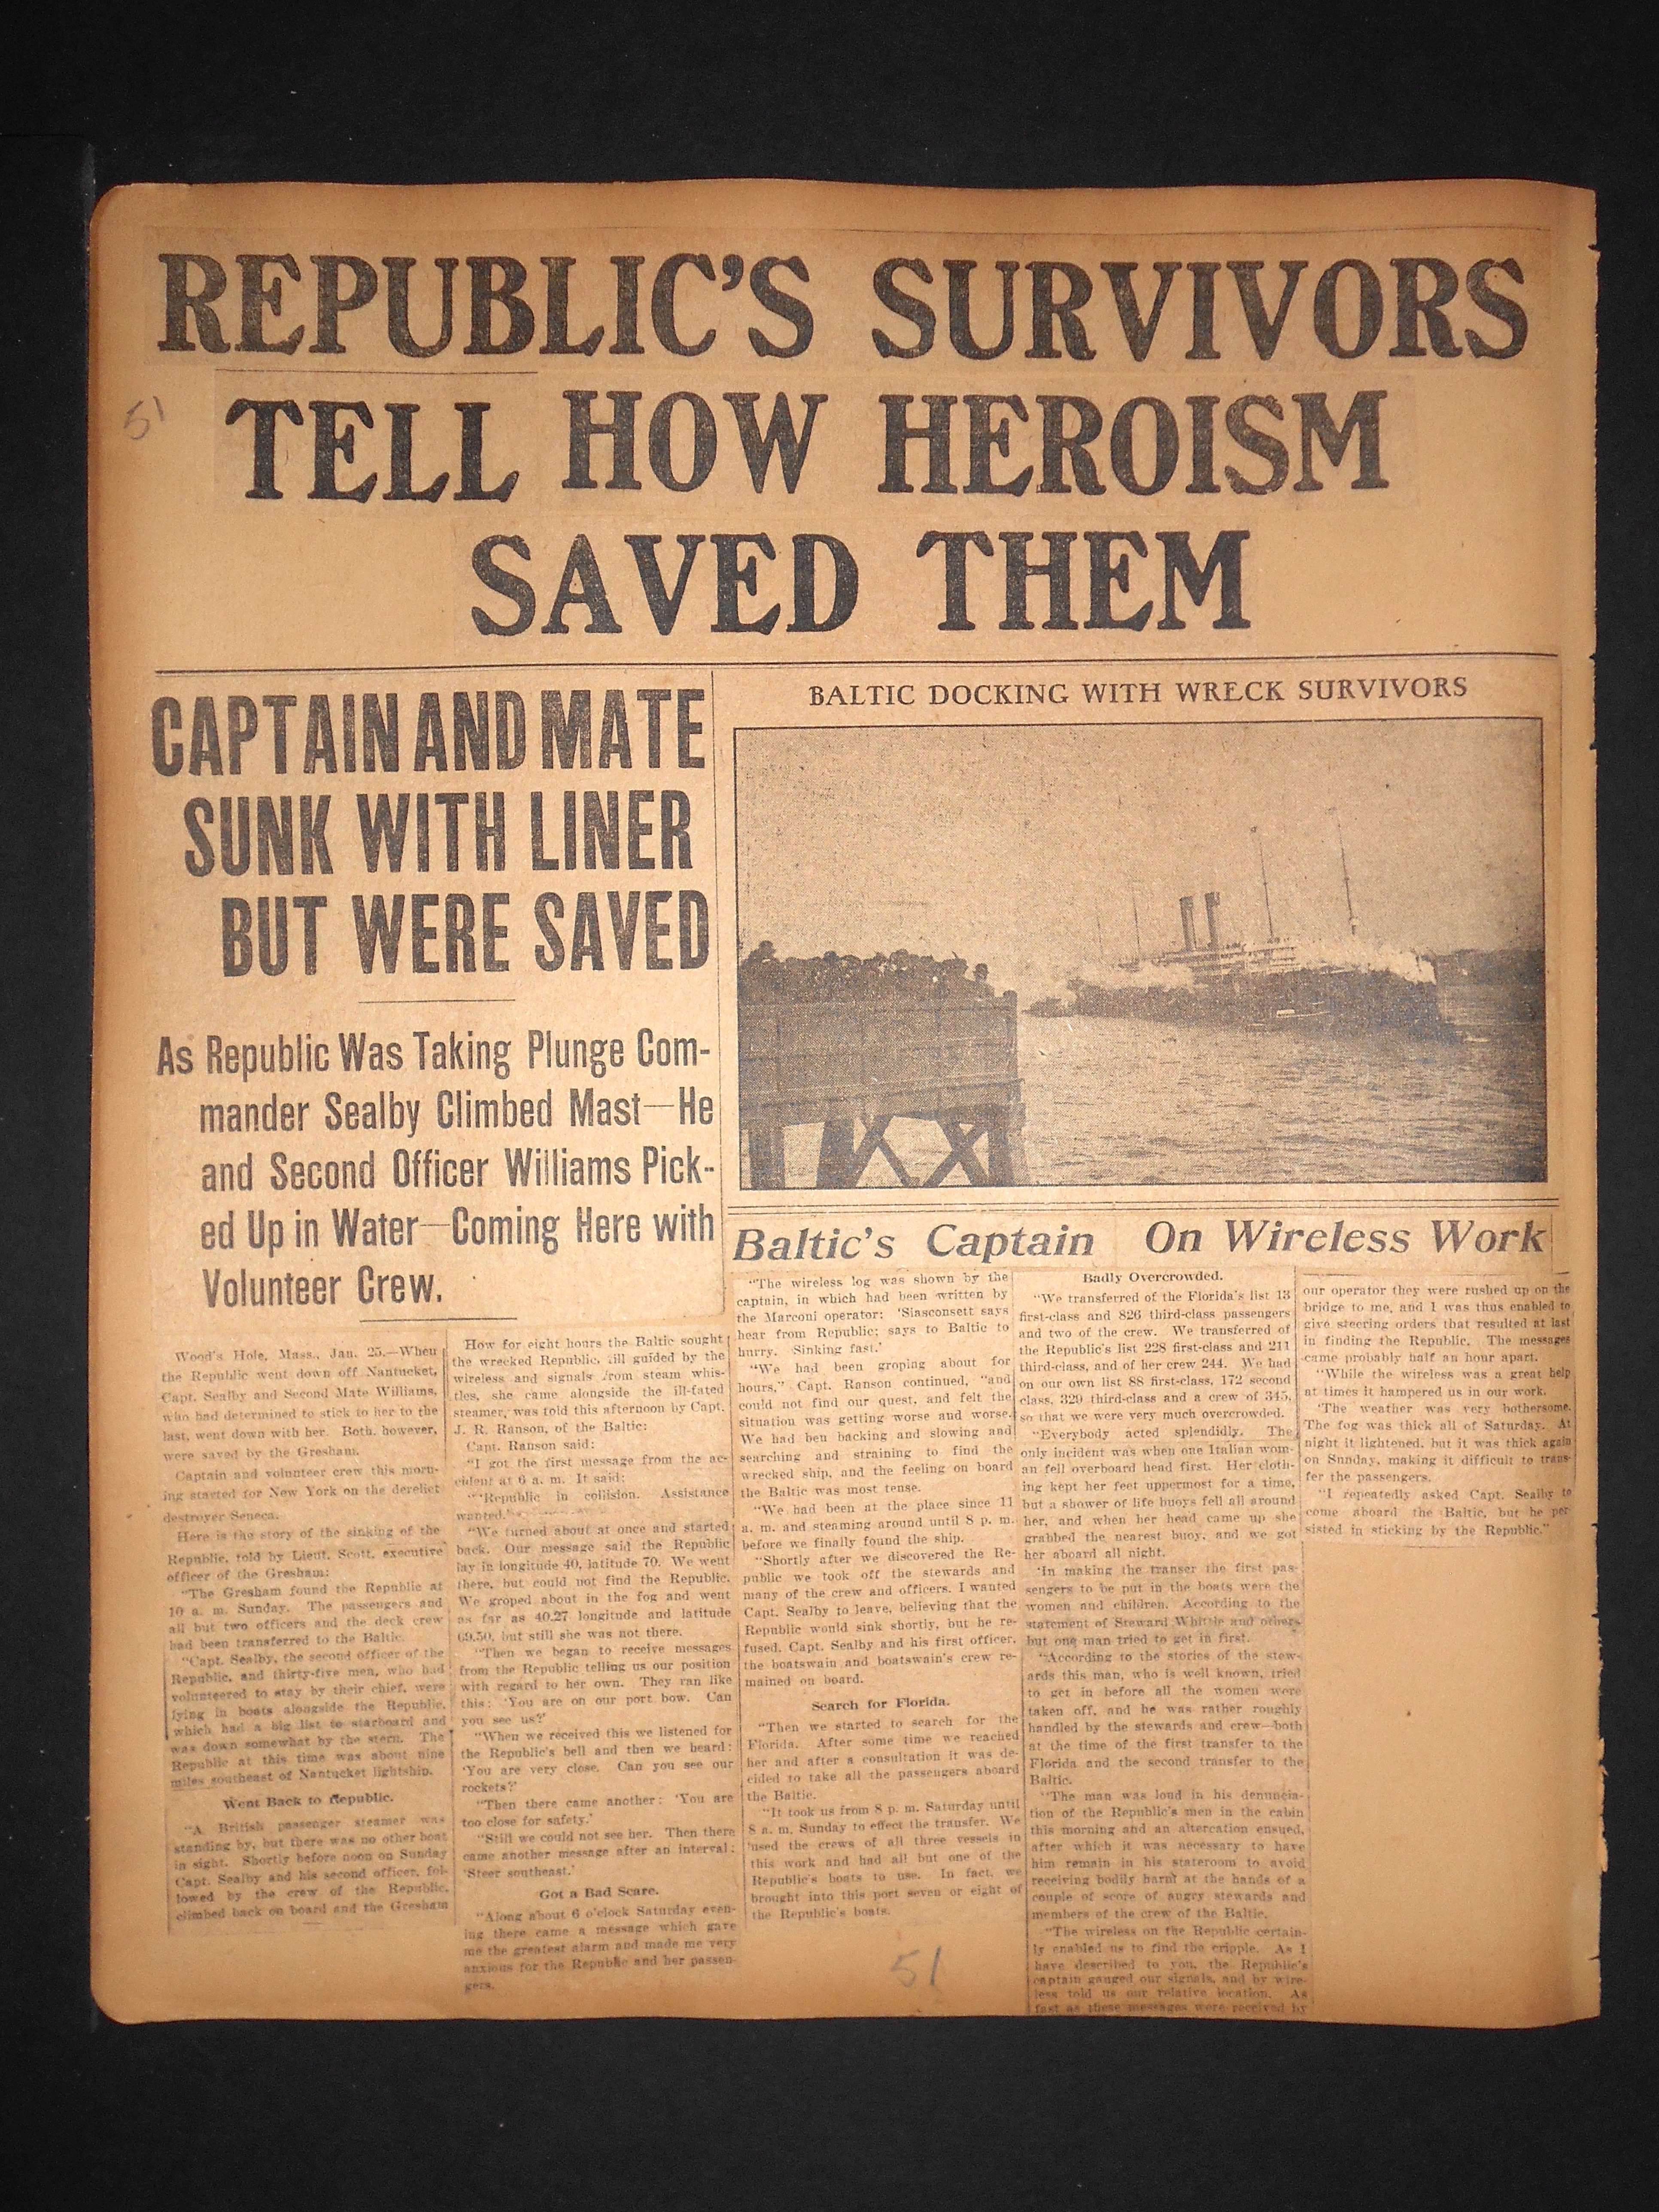 REPUBLIC'S SURVIVORS
TELL HOW HEROISM
SAVED THEM
51
CAPTAIN AND MATE
SUNK WITH LINER
BUT WERE SAVED
As Republic Was Taking Plunge Com-
mander Sealby Climbed Mast—He
and Second Officer Williams Pick-
ed Up in Water—Coming Here with
Volunteer Crew.
Wood's Hole, Mass., Jan. 25.—When
the Republic went down off Nantucket,
Capt. Sealby and Second Mate Williams,
who had determined to stick to her to the
last, went down with her. Both, however,
were saved by the Gresham.
Captain and volunteer crew this morn-
ing started for New York on the derelict
destroyer Seneca.
Here is the story of the sinking of the
Republic, told by Lieut. Scott, executive
officer of the Gresham:
"The Gresham found the Republic at
10 a. m. Sunday. The passengers and
all but two officers and the deck crew
had been transferred to the Baltic.
"Capt. Sealby, the second officer of the
Republic, and thirty-five men, who had
volunteered to stay by their chief, were
lying in boats alongside the Republic,
which had a big list to starboard and
was down somewhat by the stern. The
Republic at this time was about nine
miles southeast of Nantucket lightship.
Went Back to Republic.
"A British passenger steamer was
standing by, but there was no other boat
in sight. Shortly before noon on Sunday
Capt. Sealby and his second officer, fol-
lowed by the crew of the Republic,
climbed back on board and the Gresham
How for eight hours the Baltic sought
the wrecked Republic, till guided by the
wireless and signals from steam whis-
tles, she came alongside the ill-fated
steamer, was told this afternoon by Capt.
J. R. Ranson, of the Baltic:
Capt. Ranson said:
"I got the first message from the ac-
cident at 6 a. m. It said:
"'Republic in collision. Assistance
wanted.'
"We turned about at once and started
back. Our message said the Republic
lay in longitude 40, latitude 70. We went
there, but could not find the Republic.
We groped about in the fog and went
as far as 40.27 longitude and latitude
69.50, but still she was not there.
"Then we began to receive messages
from the Republic telling us our position
with regard to her own. They ran like
this: 'You are on our port bow. Can
you see us?'
"When we received this we listened for
the Republic's bell and then we heard:
'You are very close. Can you see our
rockets?'
"Then there came another: 'You are
too close for safety.'
"Still we could not see her. Then there
came another message after an interval:
'Steer southeast.'
Got a Bad Scare.
"Along about 6 o'clock Saturday even-
ing there came a message which gave
me the greatest alarm and made me very
anxious for the Republic and her passen-
gers.
BALTIC DOCKING WITH WRECK SURVIVORS
Baltic's Captain On Wireless Work
"The wireless log was shown by the
captain, in which had been written by
the Marconi operator: 'Siasconsett says
hear from Republic; says to Baltic to
hurry. Sinking fast.'
"We had been groping about for
hours," Capt. Ranson continued, "and
could not find our quest, and felt the
situation was getting worse and worse.
We had beu backing and slowing and
searching and straining to find the
wrecked ship, and the feeling on board
the Baltic was most tense.
"We had been at the place since 11
a. m. and steaming around until 8 p. m.
before we finally found the ship.
"Shortly after we discovered the Re-
public we took off the stewards and
many of the crew and officers. I wanted
Capt. Sealby to leave, believing that the
Republic would sink shortly, but he re-
fused. Capt. Sealby and his first officer,
the boatswain and boatswain's crew re-
mained on board.
Search for Florida.
"Then we started to search for the
Florida. After some time we reached
her and after a consultation it was de-
cided to take all the passengers aboard
the Baltic.
"It took us from 8 p. m. Saturday until
8 a. m. Sunday to effect the transfer. We
used the crews of all three vessels in
this work and had all but one of the
Republic's boats to use. In fact, we
brought into this port seven or eight of
the Republic's boats.
51
Badly Overcrowded.
"We transferred of the Florida's list 13
first-class and 826 third-class passengers
and two of the crew. We transferred of
the Republic's list 228 first-class and 211
third-class, and of her crew 244. We had
on our own list 88 first-class, 172 second
class, 329 third-class and a crew of 345,
so that we were very much overcrowded.
"Everybody acted splendidly. The
only incident was when one Italian wom-
an fell overboard head first. Her cloth-
ing kept her feet uppermost for a time,
but a shower of life buoys fell all around
her, and when her head came up she
grabbed the nearest buoy, and we got
her aboard all night.
'In making the transer the first pas-
sengers to be put in the boats were the
women and children. According to the
statement of Steward Whittle and others
but one man tried to get in first.
"According to the stories of the stew-
ards this man, who is well known, tried
to get in before all the women were
taken off, and he was rather roughly
handled by the stewards and crew—both
at the time of the first transfer to the
Florida and the second transfer to the
Baltic.
"The man was loud in his denuncia-
tion of the Republic's men in the cabin
this morning and an altercation ensued,
after which it was necessary to have
him remain in his stateroom to avoid
receiving bodily harm at the hands of a
couple of score of angry stewards and
members of the crew of the Baltic.
"The wireless on the Republic certain-
ly enabled us to find the cripple. As I
have described to you, the Republic's
captain gauged our signals, and by wire-
less told us our relative location. As
fast as these messages were received by
our operator they were rushed up on the
bridge to me, and I was thus enabled to
give steering orders that resulted at last
in finding the Republic. The messages
came probably half an hour apart.
"While the wireless was a great help
at times it hampered us in our work.
'The weather was very bothersome.
The fog was thick all of Saturday. At
night it lightened, but it was thick again
on Sunday, making it difficult to trans-
fer the passengers.
"I repeatedly asked Capt. Sealby to
come aboard the Baltic, but he per
sisted in sticking by the Republic."